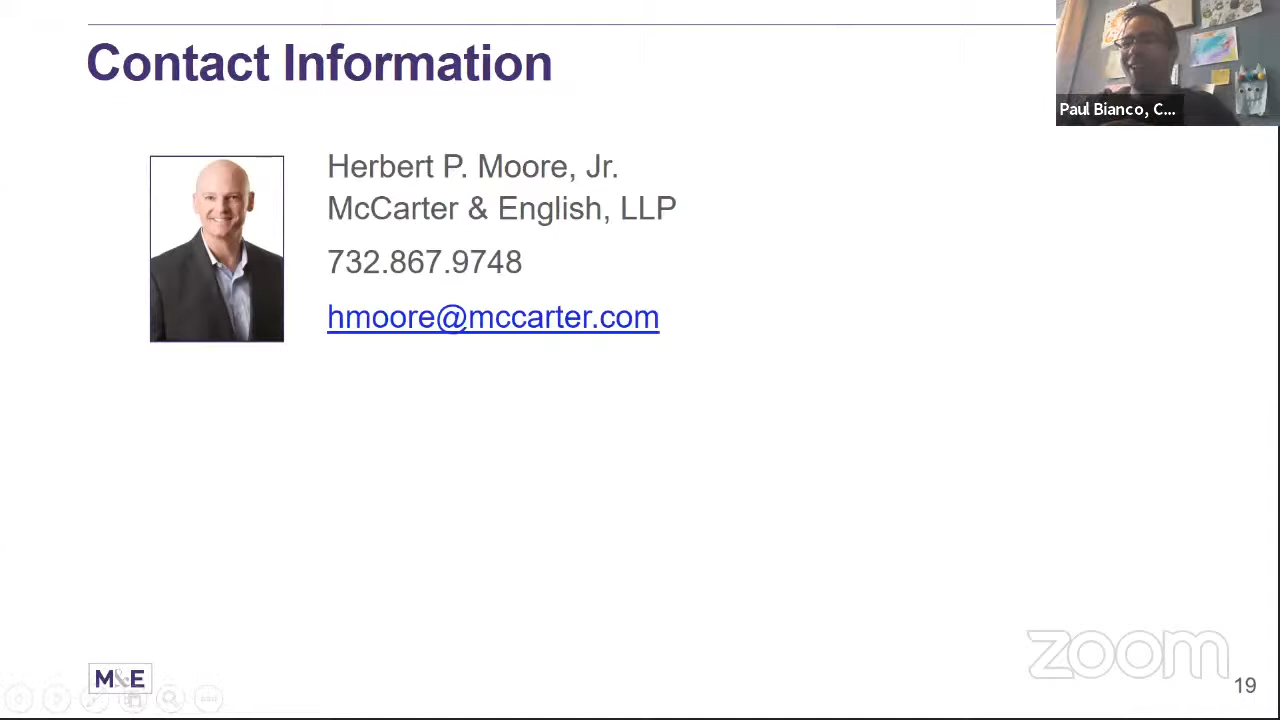 Contact Information
Paul Bianco, C...
Herbert P. Moore, Jr.
McCarter & English, LLP
732.867.9748
hmoore@mccarter.com
M&E
zoom
19